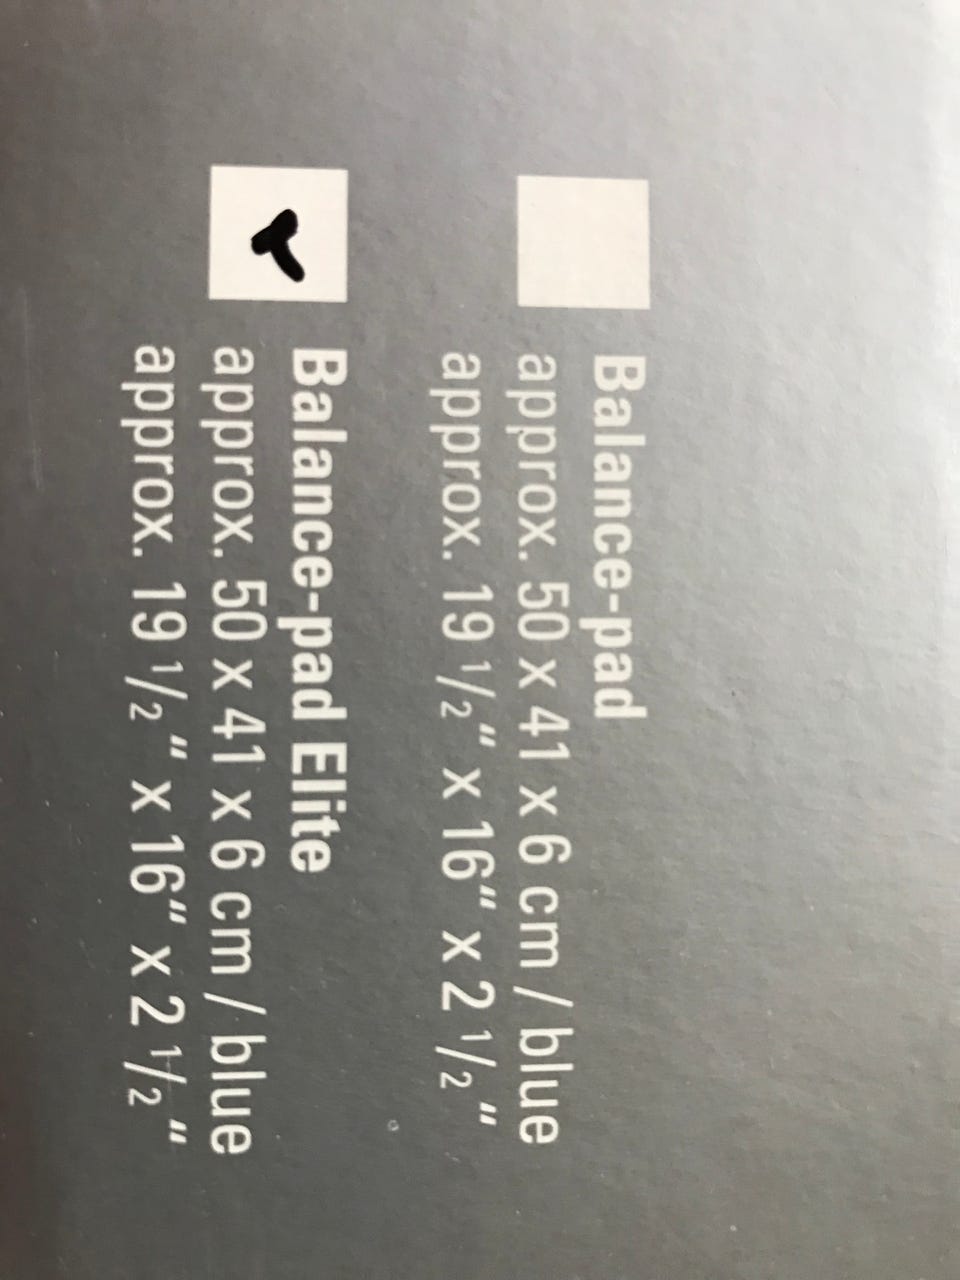 Balance-pad
approx. 50 x 41 x 6 cm / blue
approx. 19 1/2" x 16" x 2 1/2"
Balance-pad Elite
approx. 50 x 41 x 6 cm / blue
approx. 19 1/2" x 16" x 2 1/2"